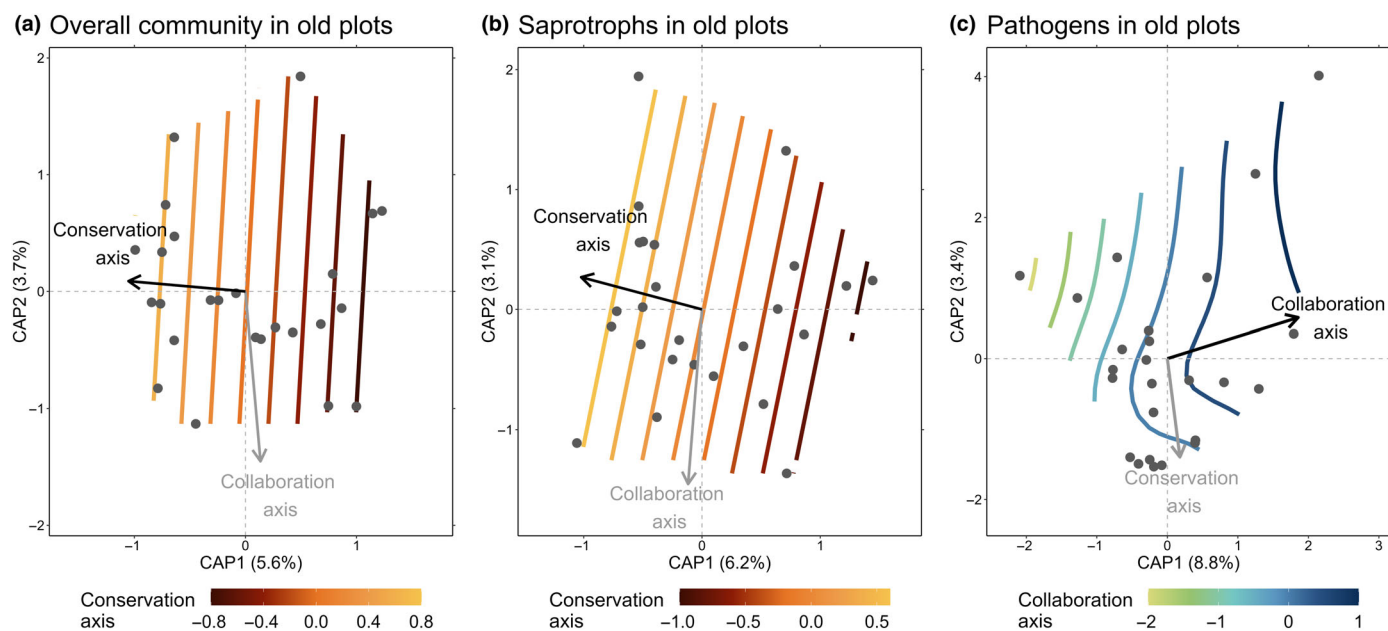 (a) Overall community in old plots
2
1
0
−1
−2
CAP2 (3.7%)
Conservation
axis
Collaboration
axis
−1
0
1
CAP1 (5.6%)
Conservation
axis
−0.8
−0.4
0.0
0.4
0.8
(b) Saprotrophs in old plots
2
1
0
−1
CAP2 (3.1%)
Conservation
axis
Collaboration
axis
−1
0
1
CAP1 (6.2%)
Conservation
axis
−1.0
−0.5
0.0
0.5
(c) Pathogens in old plots
4
2
0
−2
CAP2 (3.4%)
Collaboration
axis
Conservation
axis
−2
−1
0
1
2
3
CAP1 (8.8%)
Collaboration
axis
−2
−1
0
1